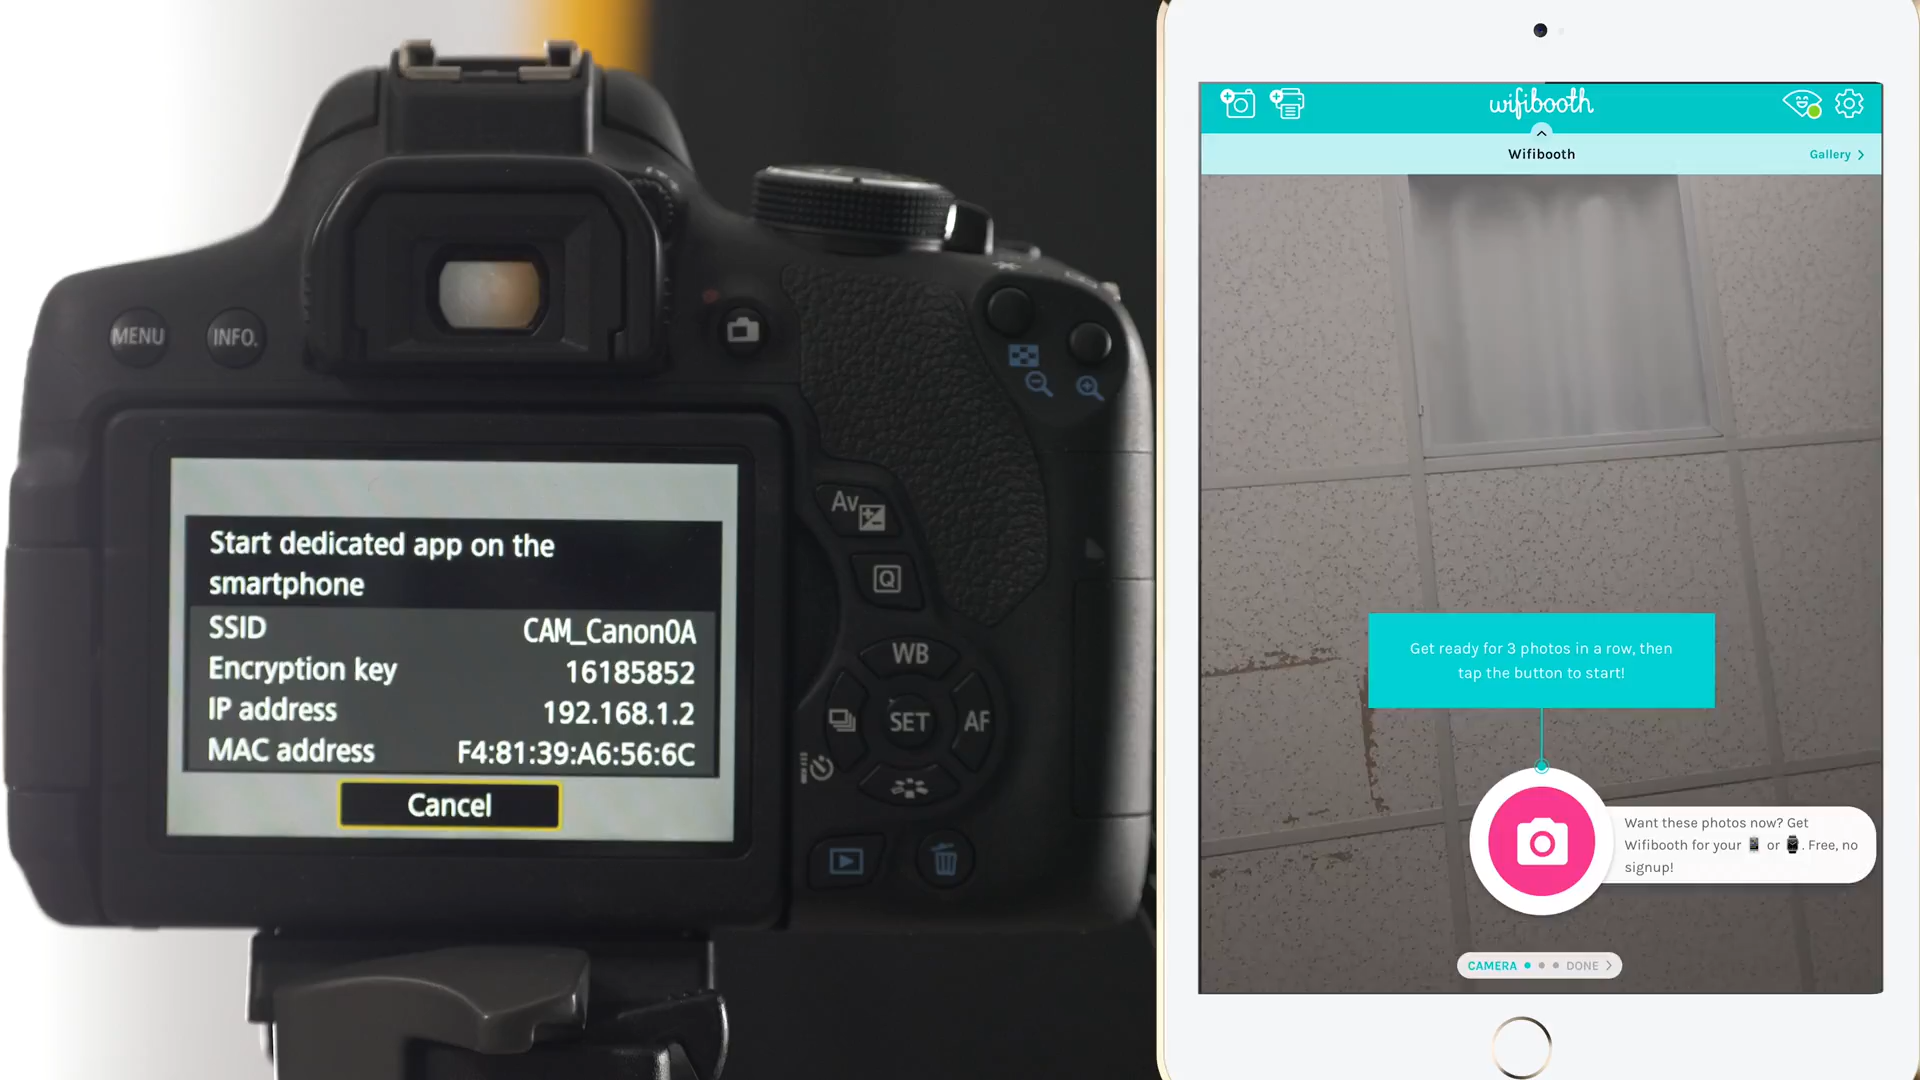 MENU
INFO.
Start dedicated app on the
smartphone
SSID CAM_Canon0A
Encryption key 16185852
IP address 192.168.1.2
MAC address F4:81:39:A6:56:6C
Cancel
Av
Q
WB
SET
AF
wifibooth
Wifibooth
Gallery
Get ready for 3 photos in a row, then
tap the button to start!
Want these photos now? Get
Wifibooth for your or . Free, no
signup!
CAMERA DONE